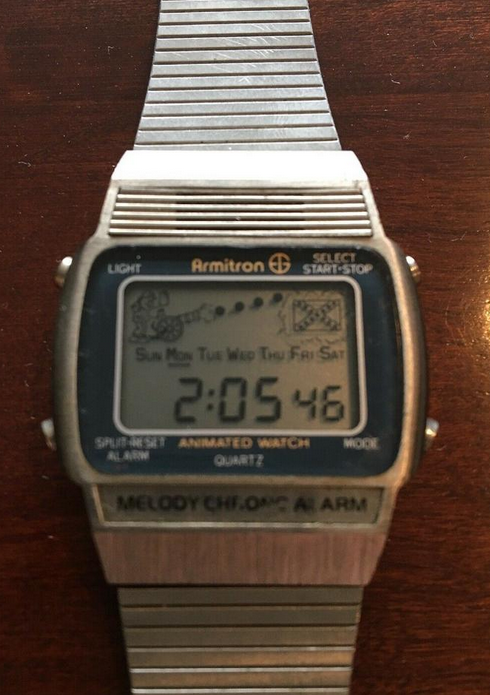 LIGHT
Armitron
SELECT
START-STOP
SUN MON TUE WED THU FRI SAT
2:05 46
SPLIT-RESET
ALARM
ANIMATED WATCH
QUARTZ
MODE
MELODY CHRONO ALARM